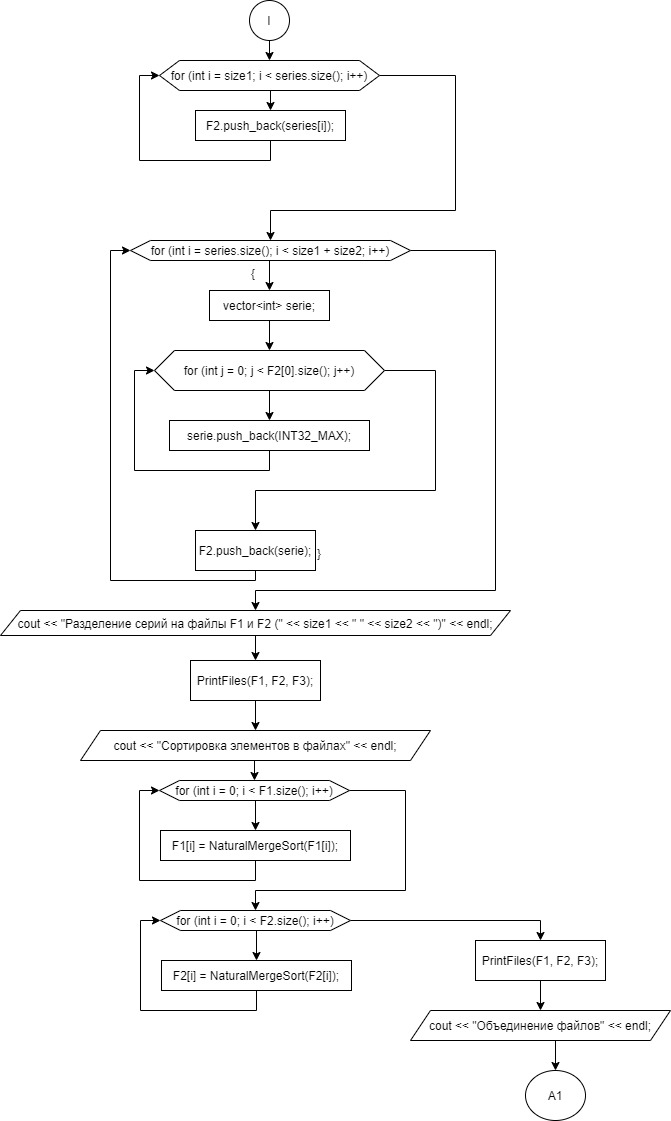 I
for (int i = size1; i < series.size(); i++)
F2.push_back(series[i]);
for (int i = series.size(); i < size1 + size2; i++)
{
vector<int> serie;
for (int j = 0; j < F2[0].size(); j++)
serie.push_back(INT32_MAX);
F2.push_back(serie);
}
cout << "Разделение серий на файлы F1 и F2 (" << size1 << " " << size2 << ")" << endl;
PrintFiles(F1, F2, F3);
cout << "Сортировка элементов в файлах" << endl;
for (int i = 0; i < F1.size(); i++)
F1[i] = NaturalMergeSort(F1[i]);
for (int i = 0; i < F2.size(); i++)
F2[i] = NaturalMergeSort(F2[i]);
PrintFiles(F1, F2, F3);
cout << "Объединение файлов" << endl;
A1